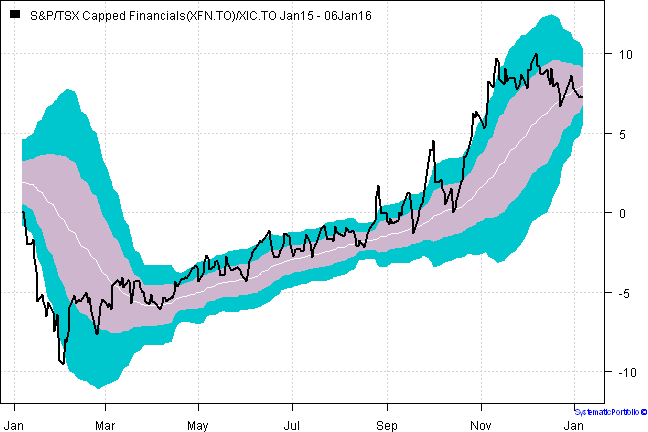 S&P/TSX Capped Financials(XFN.TO)/XIC.TO Jan15 - 06Jan16
10
5
0
-5
-10
Jan Mar May Jul Sep Nov Jan
SystematicPortfolio ©